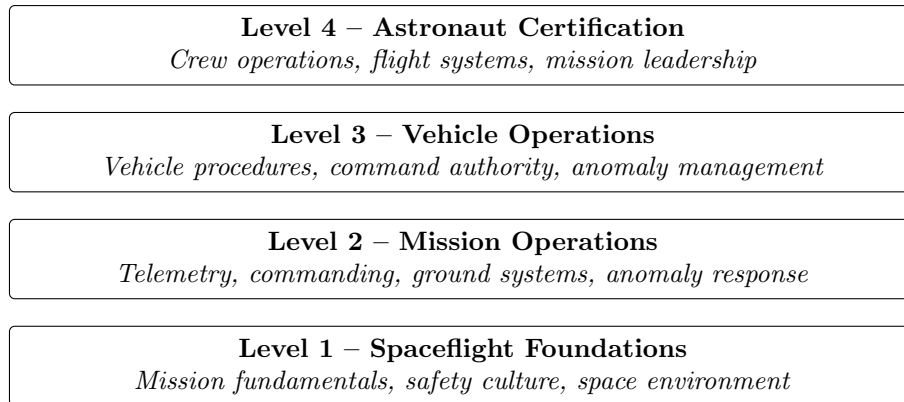 Level 4 – Astronaut Certification
Crew operations, flight systems, mission leadership
Level 3 – Vehicle Operations
Vehicle procedures, command authority, anomaly management
Level 2 – Mission Operations
Telemetry, commanding, ground systems, anomaly response
Level 1 – Spaceflight Foundations
Mission fundamentals, safety culture, space environment